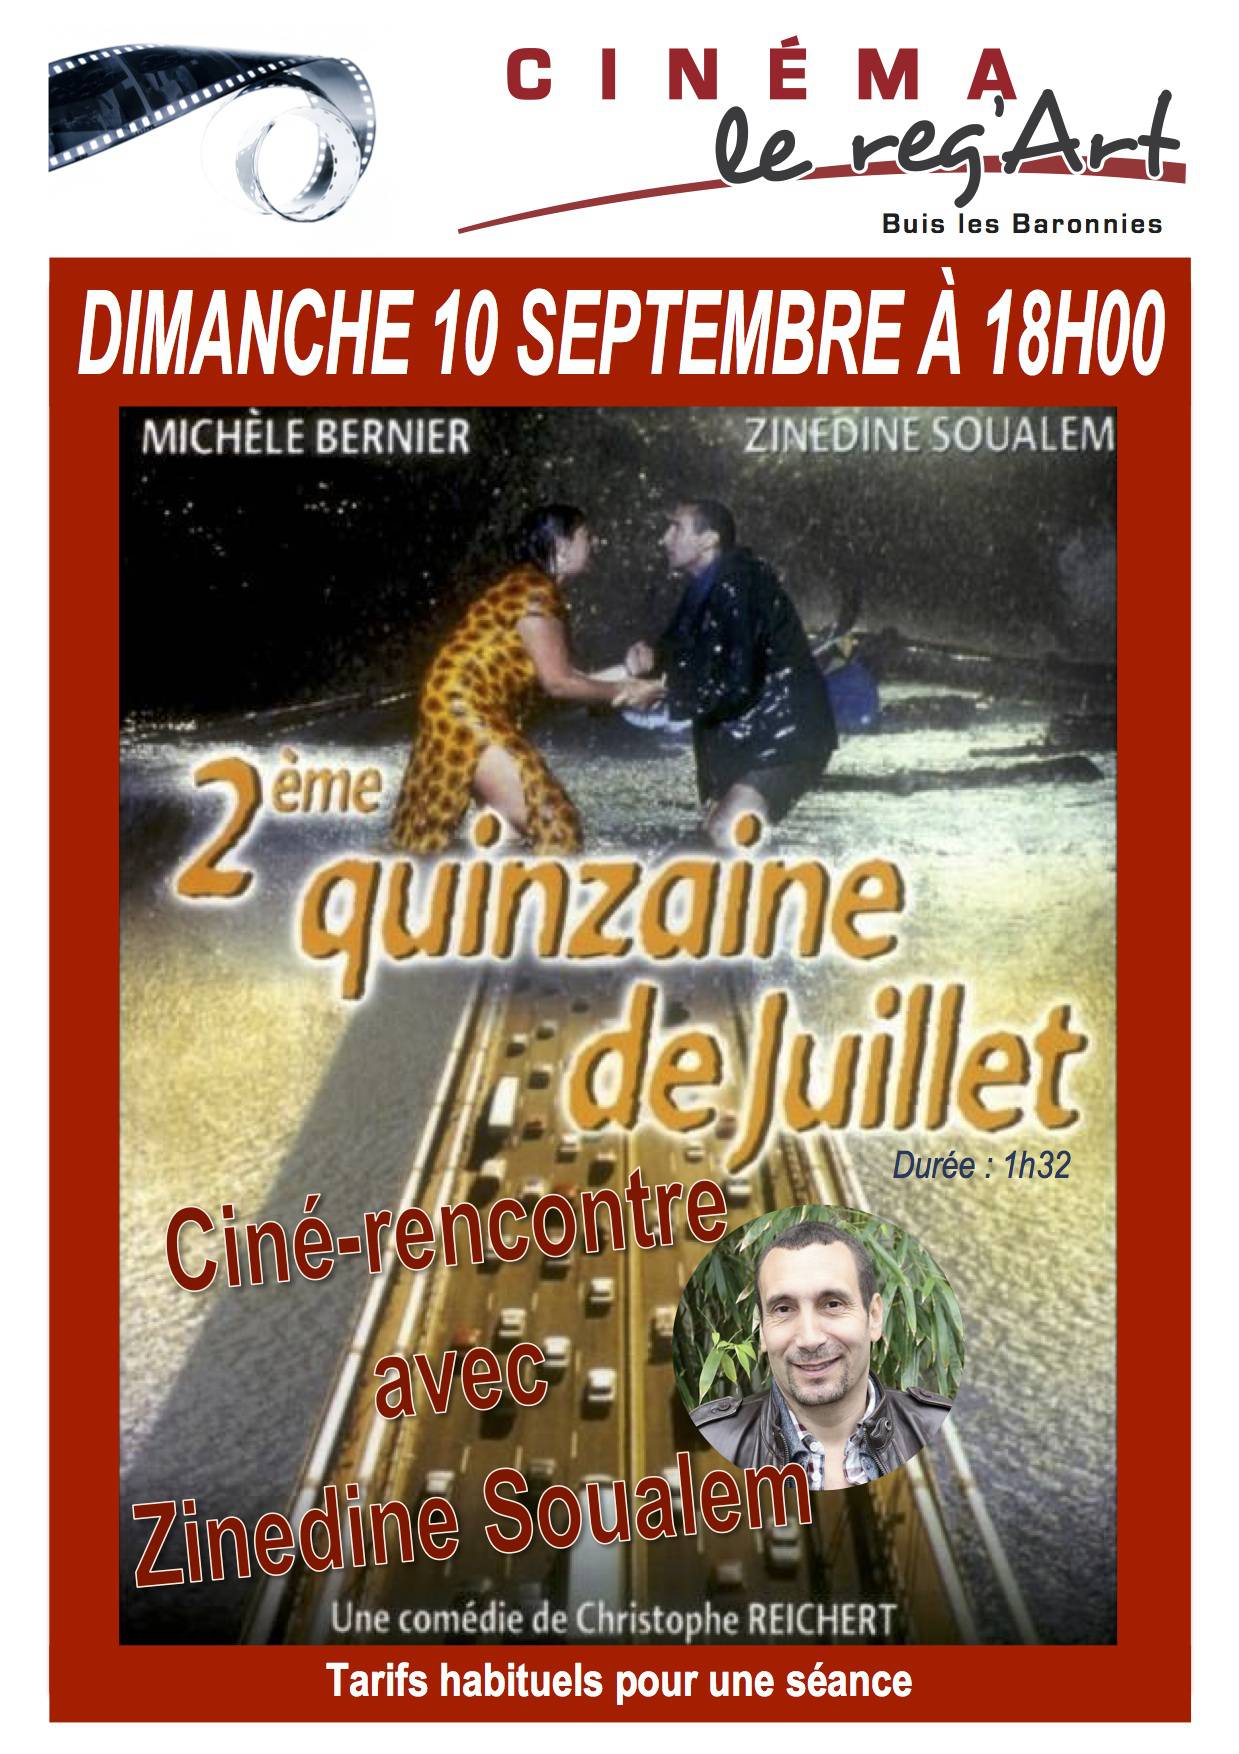 CINÉMA
le reg'Art
Buis les Baronnies
DIMANCHE 10 SEPTEMBRE À 18H00
MICHÈLE BERNIER ZINEDINE SOUALEM
2ème
quinzaine
de Juillet
Durée : 1h32
Ciné-rencontre
avec
Zinedine Soualem
Une comédie de Christophe REICHERT
Tarifs habituels pour une séance